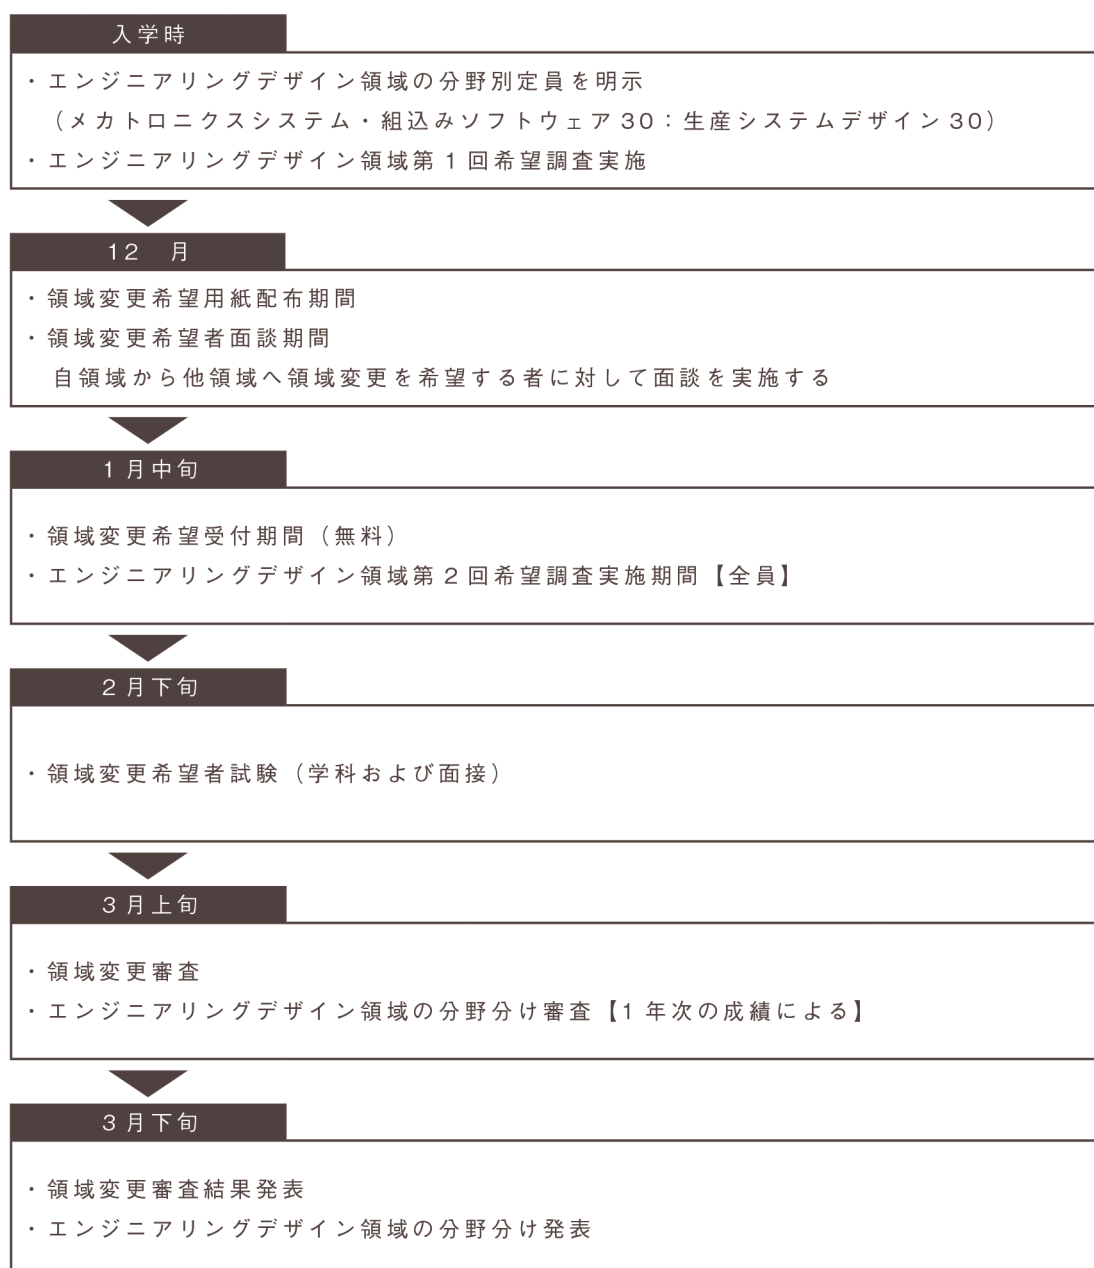 入学時
・エンジニアリングデザイン領域の分野別定員を明示
（メカトロニクスシステム・組込みソフトウェア30：生産システムデザイン30）
・エンジニアリングデザイン領域第1回希望調査実施
12　月
・領域変更希望用紙配布期間
・領域変更希望者面談期間
自領域から他領域へ領域変更を希望する者に対して面談を実施する
1月中旬
・領域変更希望受付期間（無料）
・エンジニアリングデザイン領域第2回希望調査実施期間【全員】
2月下旬
・領域変更希望者試験（学科および面接）
3月上旬
・領域変更審査
・エンジニアリングデザイン領域の分野分け審査【1年次の成績による】
3月下旬
・領域変更審査結果発表
・エンジニアリングデザイン領域の分野分け発表